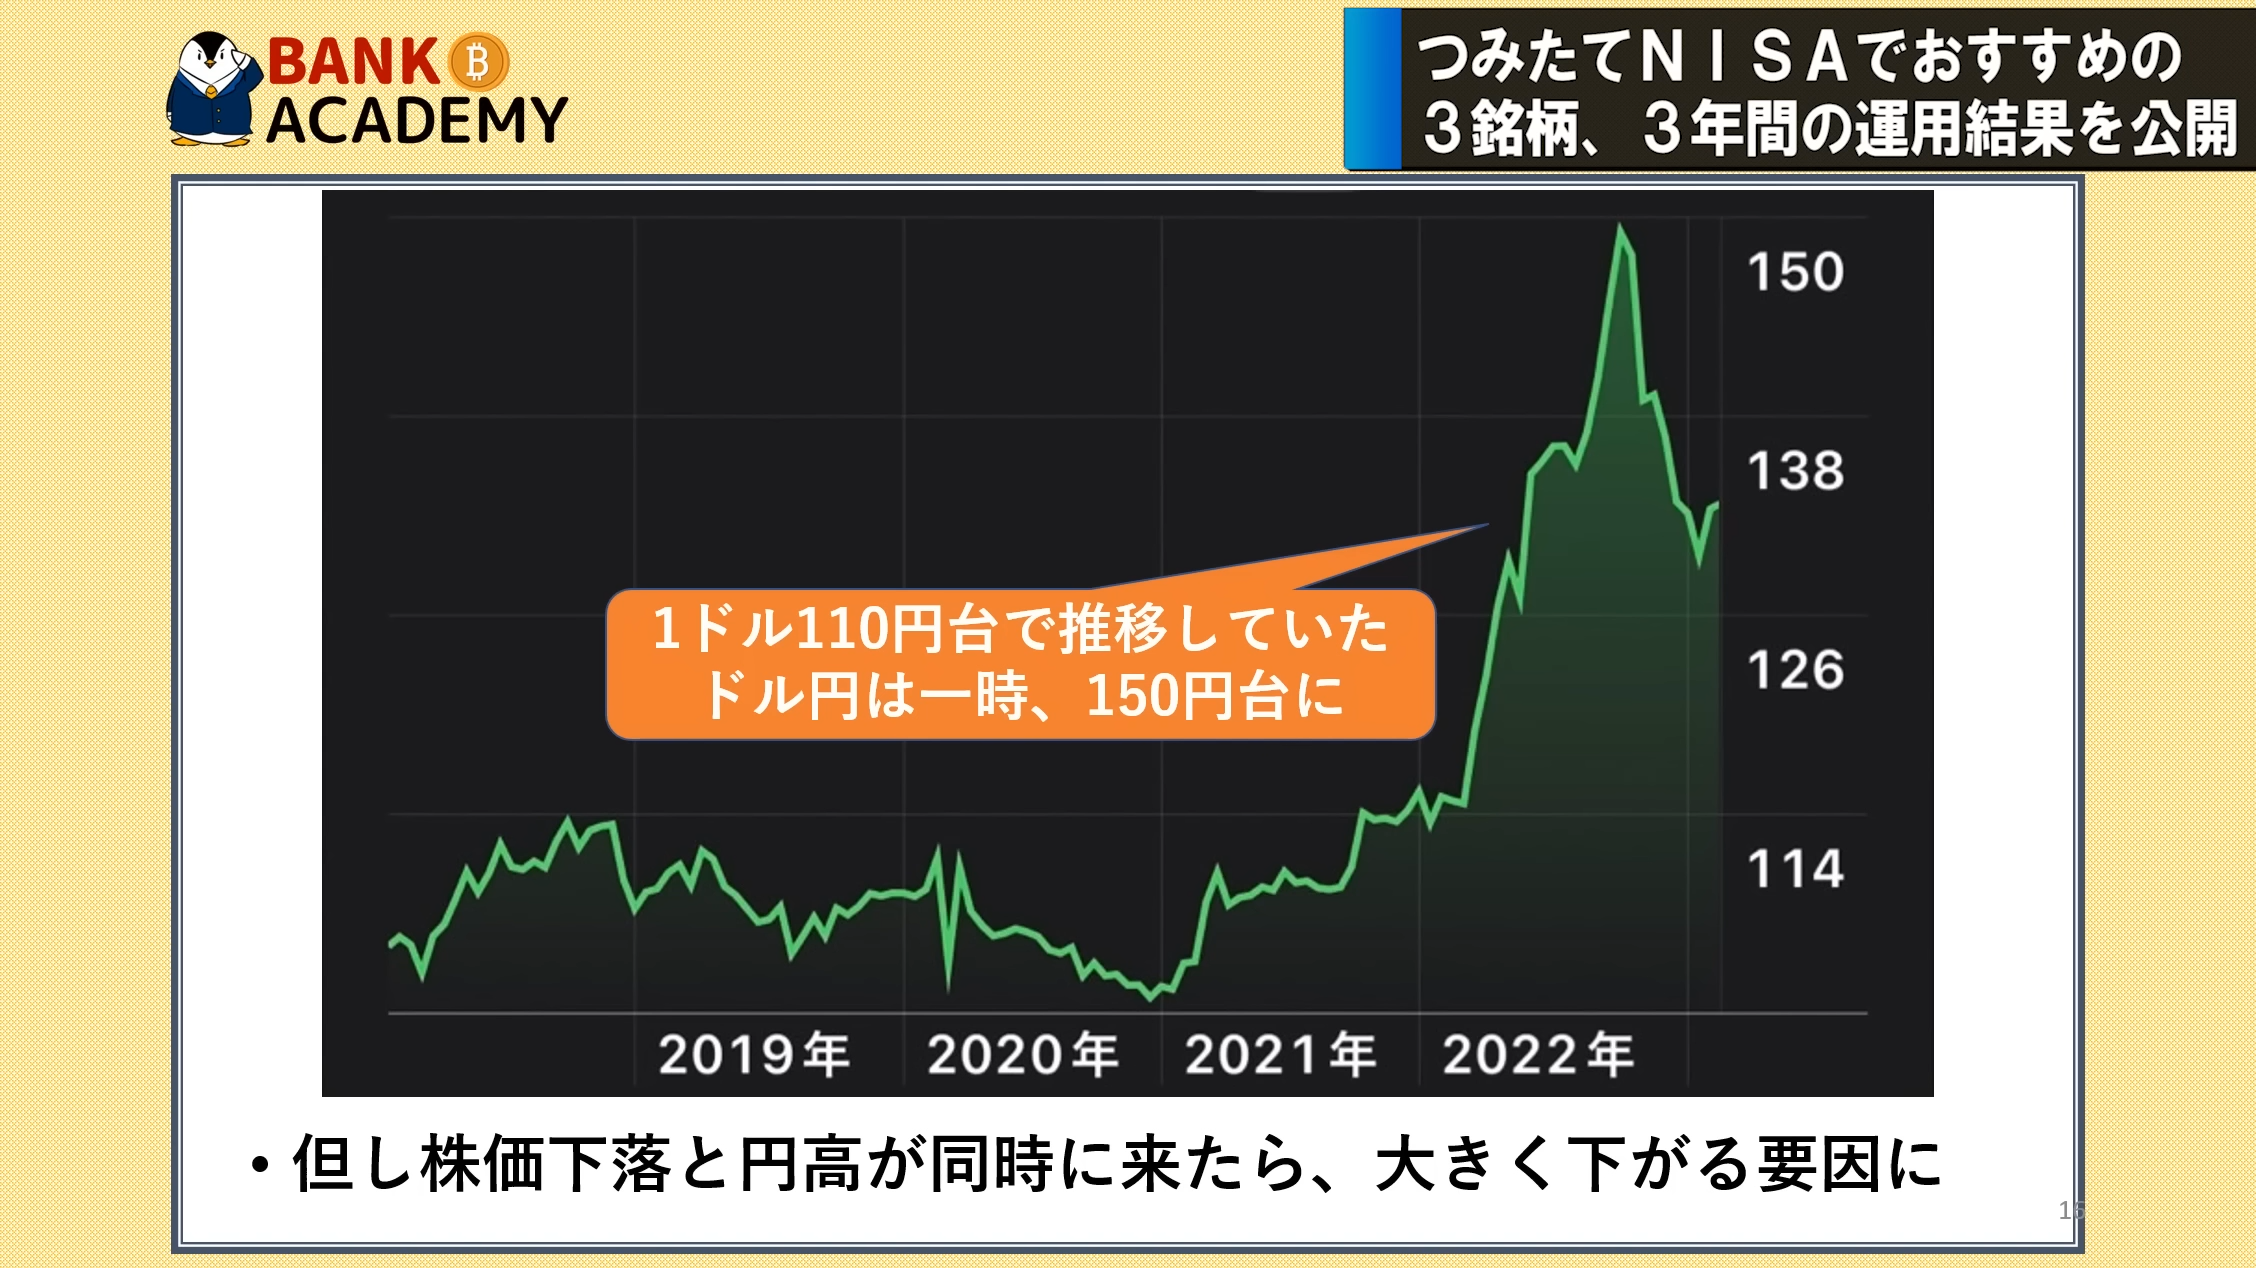 BANK
ACADEMY
つみたてＮＩＳＡでおすすめの
３銘柄、３年間の運用結果を公開
150
138
126
114
1ドル110円台で推移していた
ドル円は一時、150円台に
2019年 2020年 2021年 2022年
・但し株価下落と円高が同時に来たら、大きく下がる要因に